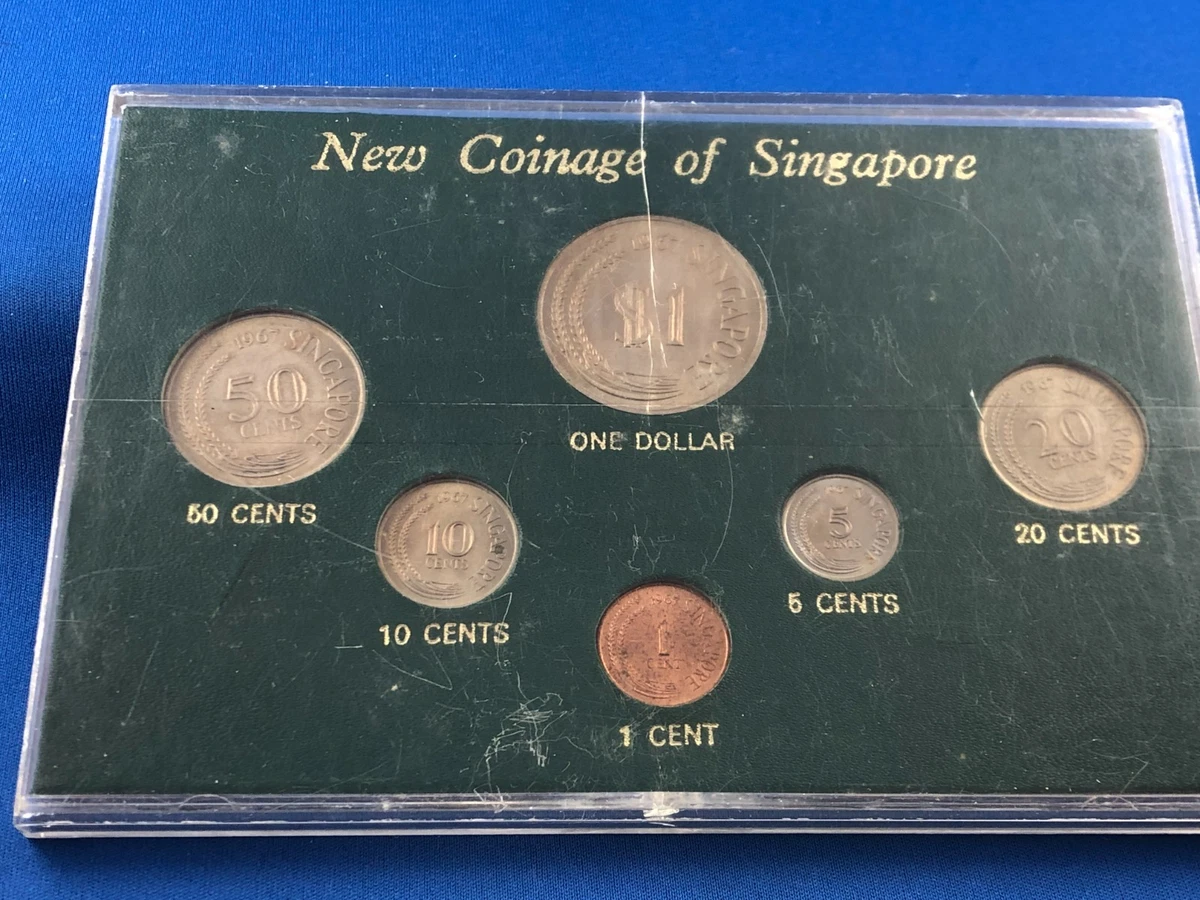 New Coinage of Singapore
1967 SINGAPORE
$1
ONE DOLLAR
1967 SINGAPORE
50
CENTS
50 CENTS
1967 SINGAPORE
20
CENTS
20 CENTS
1967 SINGAPORE
10
CENTS
10 CENTS
SINGAPORE
5
CENTS
5 CENTS
SINGAPORE
1
CENT
1 CENT